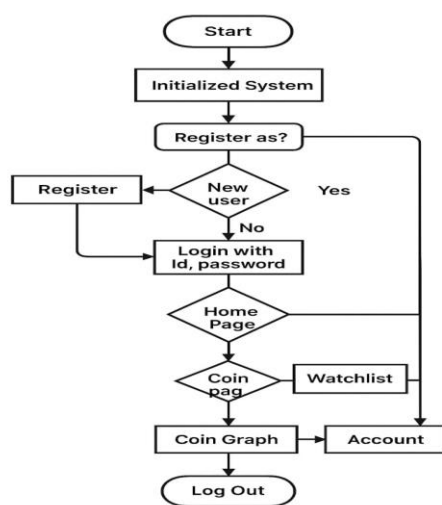 Start
Initialized System
Register as?
Register
New
user
Yes
No
Login with
Id, password
Home
Page
Coin
pag
Watchlist
Coin Graph
Account
Log Out